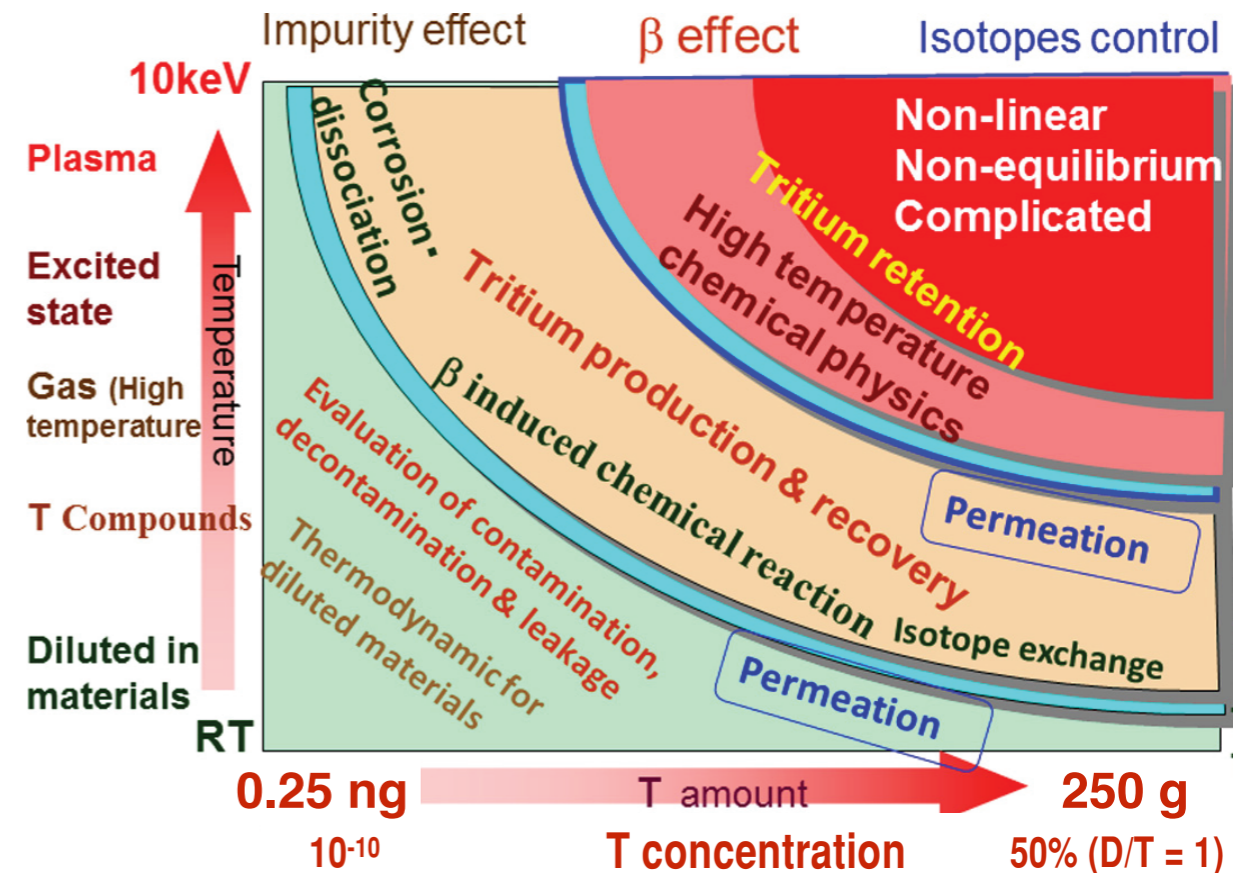 Impurity effect
β effect
Isotopes control
10keV
Plasma
Excited
state
Gas (High
temperature
T Compounds
Diluted in
materials
RT
Temperature
Corrosion・
dissociation
Non-linear
Non-equilibrium
Complicated
Tritium retention
High temperature
chemical physics
Tritium production & recovery
Permeation
β induced chemical reaction
Isotope exchange
Evaluation of contamination,
decontamination & leakage
Thermodynamic for
diluted materials
Permeation
0.25 ng
T amount
250 g
10⁻¹⁰
T concentration
50% (D/T = 1)